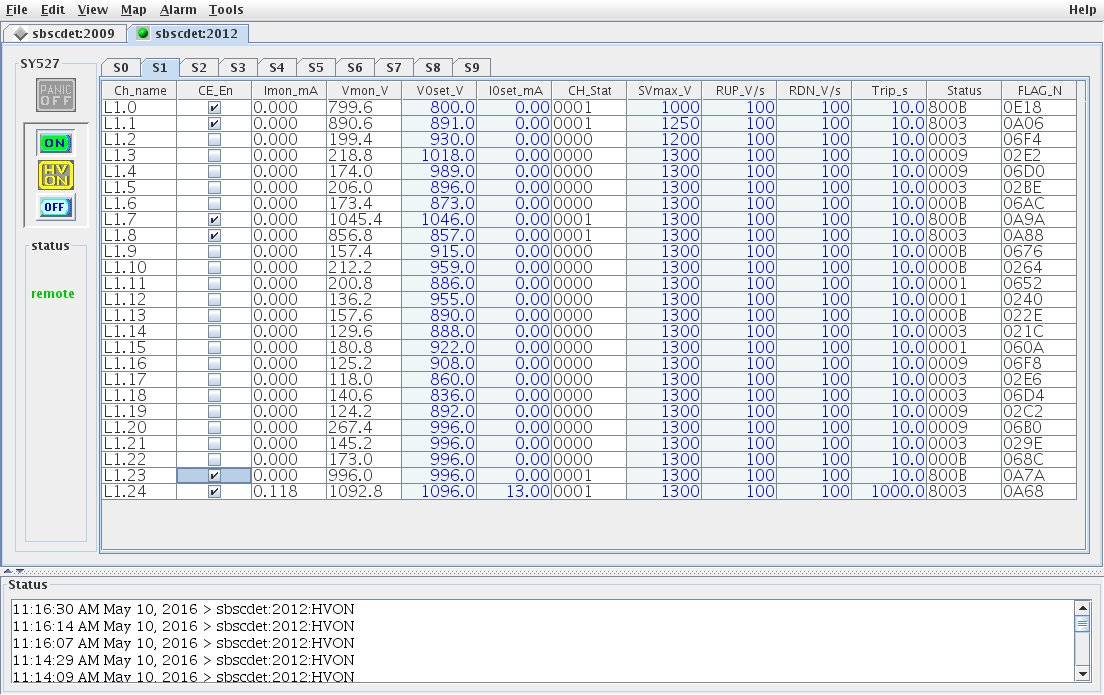 File Edit View Map Alarm Tools Help
sbscdet:2009 sbscdet:2012
SY527
PANIC OFF
ON
HV ON
OFF
status
remote
S0 S1 S2 S3 S4 S5 S6 S7 S8 S9
Ch_name CE_En Imon_mA Vmon_V V0set_V I0set_mA CH_Stat SVmax_V RUP_V/s RDN_V/s Trip_s Status FLAG_N
L1.0 0.000 799.6 800.0 0.00 0001 1000 100 100 10.0 800B 0E18
L1.1 0.000 890.6 891.0 0.00 0001 1250 100 100 10.0 8003 0A06
L1.2 0.000 199.4 930.0 0.00 0000 1200 100 100 10.0 0003 06F4
L1.3 0.000 218.8 1018.0 0.00 0000 1300 100 100 10.0 0009 02E2
L1.4 0.000 174.0 989.0 0.00 0000 1300 100 100 10.0 0009 06D0
L1.5 0.000 206.0 896.0 0.00 0000 1300 100 100 10.0 0003 02BE
L1.6 0.000 173.4 873.0 0.00 0000 1300 100 100 10.0 000B 06AC
L1.7 0.000 1045.4 1046.0 0.00 0001 1300 100 100 10.0 800B 0A9A
L1.8 0.000 856.8 857.0 0.00 0001 1300 100 100 10.0 8003 0A88
L1.9 0.000 157.4 915.0 0.00 0000 1300 100 100 10.0 000B 0676
L1.10 0.000 212.2 959.0 0.00 0000 1300 100 100 10.0 000B 0264
L1.11 0.000 200.8 886.0 0.00 0000 1300 100 100 10.0 0001 0652
L1.12 0.000 136.2 955.0 0.00 0000 1300 100 100 10.0 0001 0240
L1.13 0.000 157.6 890.0 0.00 0000 1300 100 100 10.0 000B 022E
L1.14 0.000 129.6 888.0 0.00 0000 1300 100 100 10.0 0003 021C
L1.15 0.000 180.8 922.0 0.00 0000 1300 100 100 10.0 0001 060A
L1.16 0.000 125.2 908.0 0.00 0000 1300 100 100 10.0 0009 06F8
L1.17 0.000 118.0 860.0 0.00 0000 1300 100 100 10.0 0003 02E6
L1.18 0.000 140.6 836.0 0.00 0000 1300 100 100 10.0 0003 06D4
L1.19 0.000 124.2 892.0 0.00 0000 1300 100 100 10.0 0009 02C2
L1.20 0.000 267.4 996.0 0.00 0000 1300 100 100 10.0 0009 06B0
L1.21 0.000 145.2 996.0 0.00 0000 1300 100 100 10.0 0003 029E
L1.22 0.000 173.0 996.0 0.00 0000 1300 100 100 10.0 000B 068C
L1.23 0.000 996.0 996.0 0.00 0001 1300 100 100 10.0 800B 0A7A
L1.24 0.118 1092.8 1096.0 13.00 0001 1300 100 100 1000.0 8003 0A68
Status
11:16:30 AM May 10, 2016 > sbscdet:2012:HVON
11:16:14 AM May 10, 2016 > sbscdet:2012:HVON
11:16:07 AM May 10, 2016 > sbscdet:2012:HVON
11:14:29 AM May 10, 2016 > sbscdet:2012:HVON
11:14:09 AM May 10, 2016 > sbscdet:2012:HVON